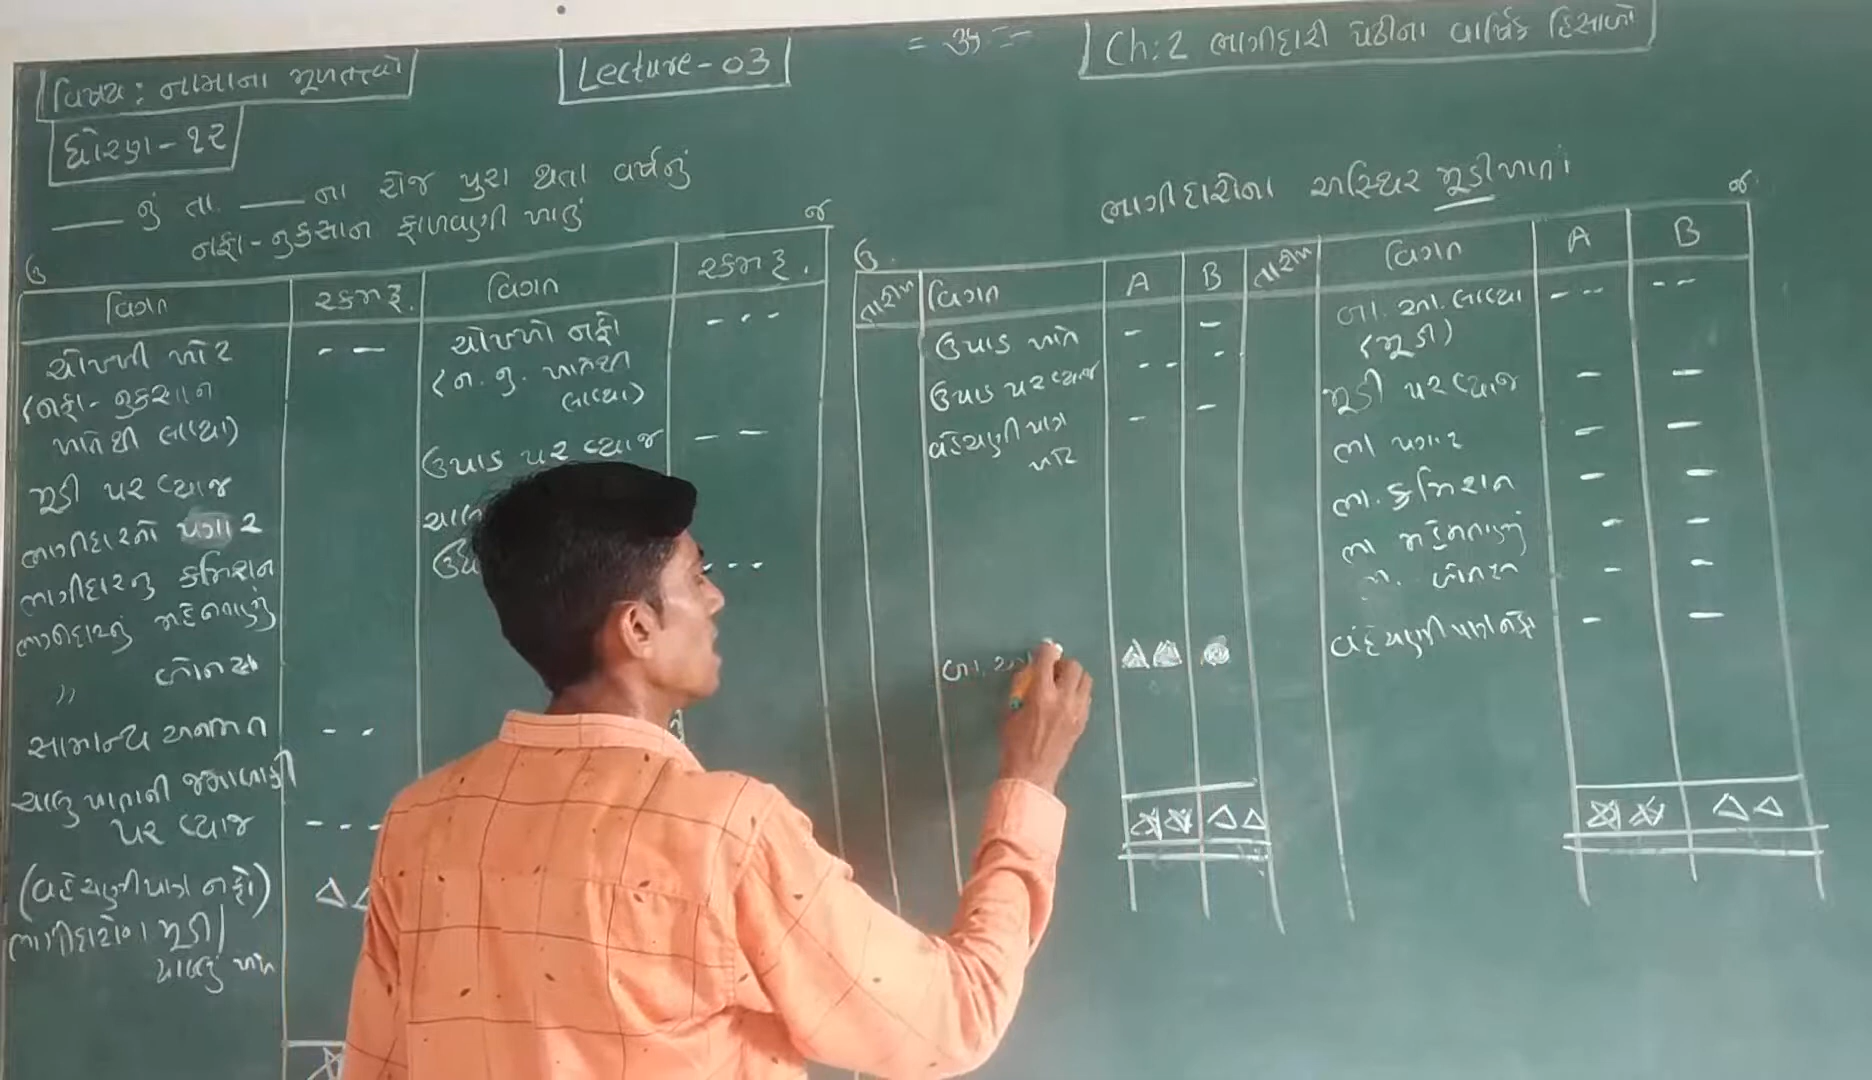 વિષય: નામાના મૂળતત્ત્વો
Lecture-03
= ૐ =
Ch:2 ભાગીદારી પેઢીના વાર્ષિક હિસાબો
ધોરણ-૧૨
___ નું તા. ___ ના રોજ પુરા થતા વર્ષનું
નફા-નુકસાન ફાળવણી ખાતું
ઉ જ
વિગત રકમ રૂ. વિગત રકમ રૂ.
ચોખ્ખી ખોટ -- ચોખ્ખો નફો ---
(નફા-નુકસાન (ન.નુ. ખાતેથી
ખાતેથી લાવ્યા) લાવ્યા)
મૂડી પર વ્યાજ ઉપાડ પર વ્યાજ --
ભાગીદારનો પગાર
ભાગીદારનું કમિશન ---
ભાગીદારનું મહેનતાણું
" બોનસ
સામાન્ય અનામત --
ચાલુ ખાતાની જમાબાકી
પર વ્યાજ ---
(વહેંચણીપાત્ર નફો) △
ભાગીદારોના મૂડી/
ચાલુ ખાતે
ભાગીદારોના અસ્થિર મૂડીખાતાં
ઉ. જ.
તારીખ વિગત A B તારીખ વિગત A B
ઉપાડ ખાતે - - બા. આ. લાવ્યા --- ---
(મૂડી)
ઉપાડ પર વ્યાજ -- - મૂડી પર વ્યાજ - -
વહેંચણીપાત્ર - - ભા પગાર - -
ખોટ
ભા. કમિશન - -
ભા મહેનતાણું - -
બોનસ - -
બા. વહેંચણીપાત્ર નફો - -
△△